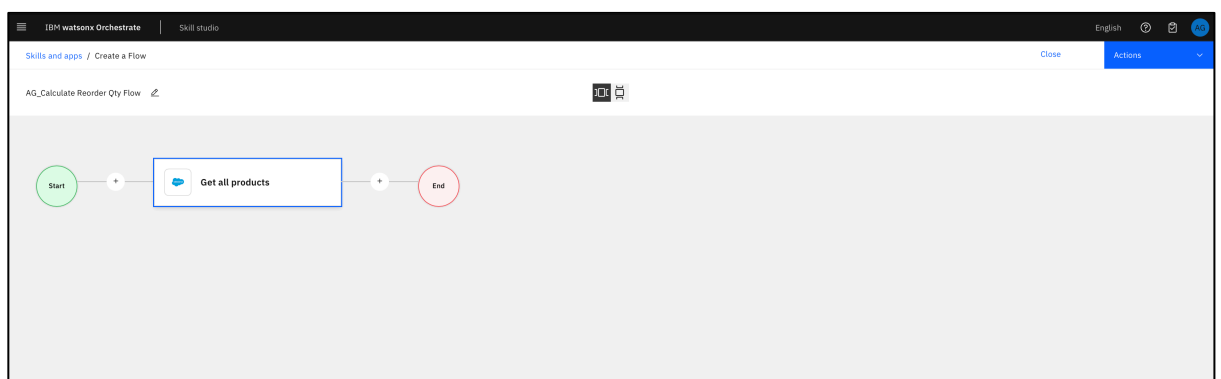 IBM watsonx Orchestrate Skill studio English AG
Skills and apps / Create a Flow Close Actions
AG_Calculate Reorder Qty Flow
Start + Get all products + End